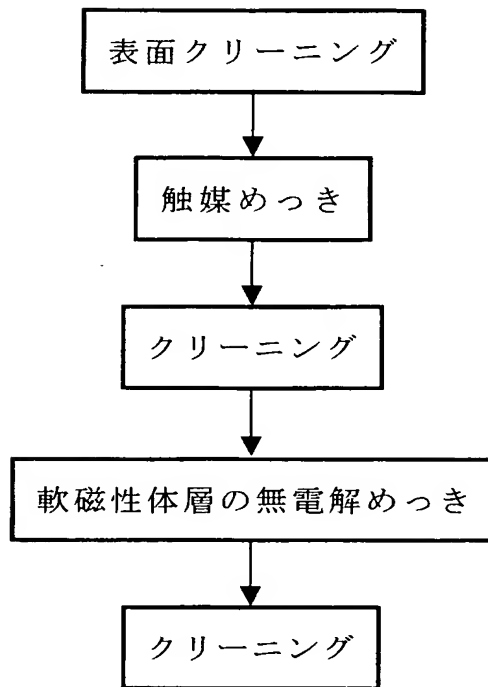 表面クリーニング
触媒めっき
クリーニング
軟磁性体層の無電解めっき
クリーニング